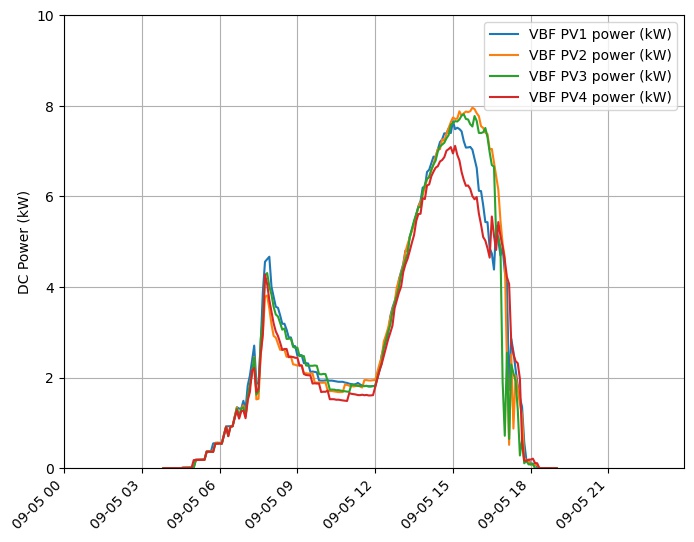 10
8
6
4
2
0
DC Power (kW)
VBF PV1 power (kW)
VBF PV2 power (kW)
VBF PV3 power (kW)
VBF PV4 power (kW)
09-05 00
09-05 03
09-05 06
09-05 09
09-05 12
09-05 15
09-05 18
09-05 21